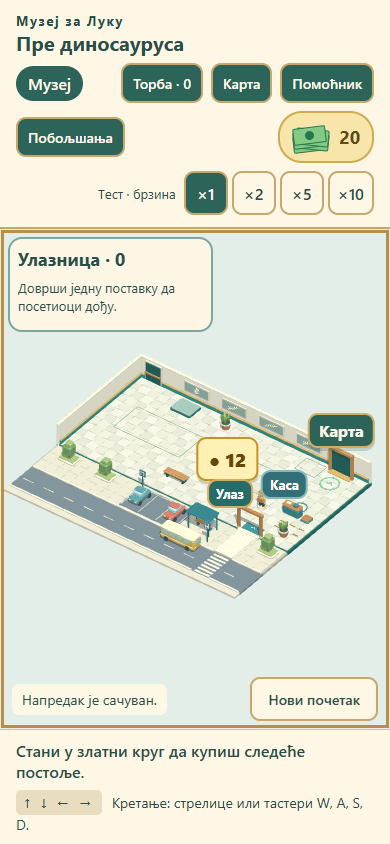 Музеј за Луку
Пре диносауруса
Музеј
Торба · 0
Карта
Помоћник
Побољшања
20
Тест · брзина
×1
×2
×5
×10
Улазница · 0
Доврши једну поставку да
посетиоци дођу.
Карта
● 12
Улаз
Каса
Напредак је сачуван.
Нови почетак
Стани у златни круг да купиш следеће
постоље.
↑ ↓ ← → Кретање: стрелице или тастери W, A, S,
D.